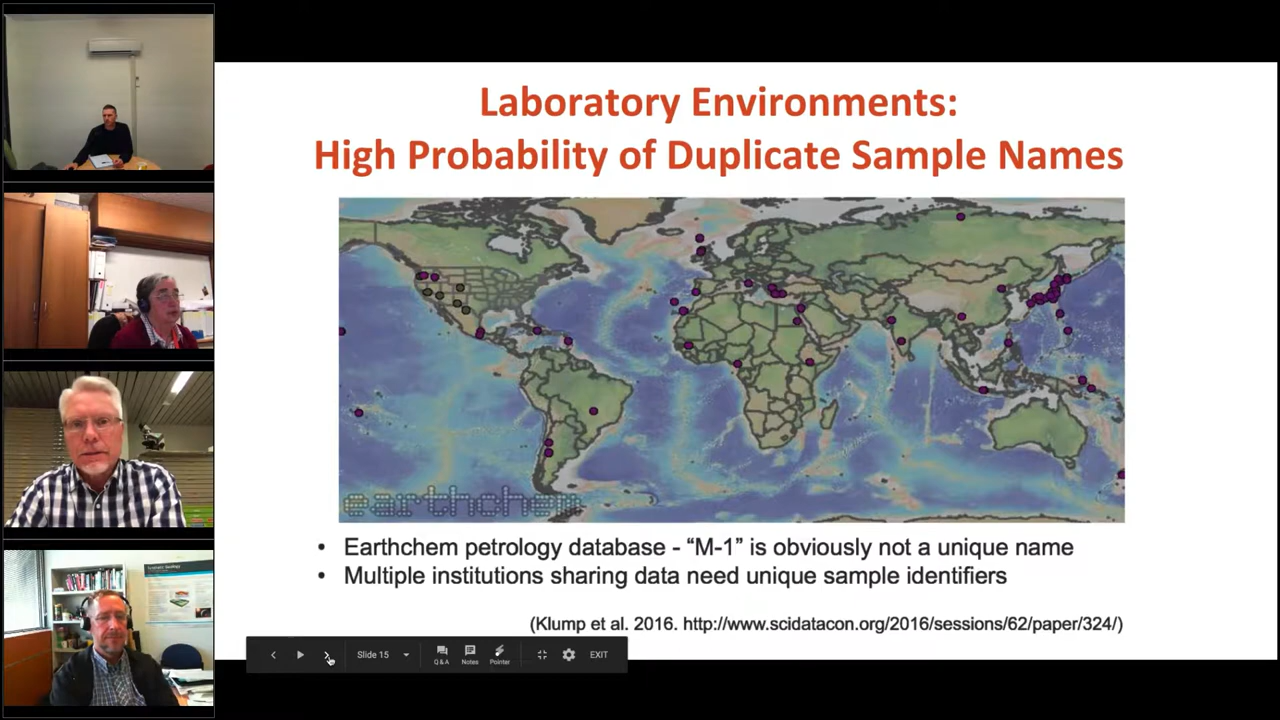 Laboratory Environments:
High Probability of Duplicate Sample Names
earthchem
• Earthchem petrology database - “M-1” is obviously not a unique name
• Multiple institutions sharing data need unique sample identifiers
(Klump et al. 2016. http://www.scidatacon.org/2016/sessions/62/paper/324/)
Slide 15
Q&A
Notes
Pointer
EXIT